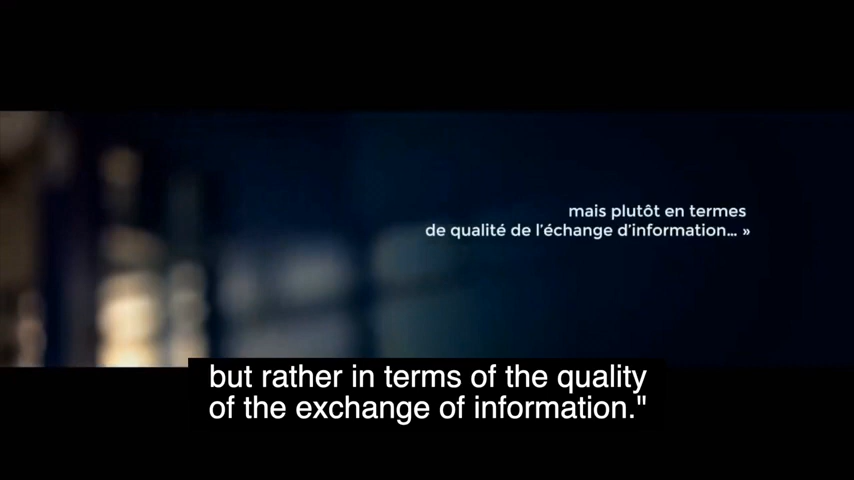 mais plutôt en termes
de qualité de l'échange d'information... »
but rather in terms of the quality
of the exchange of information."